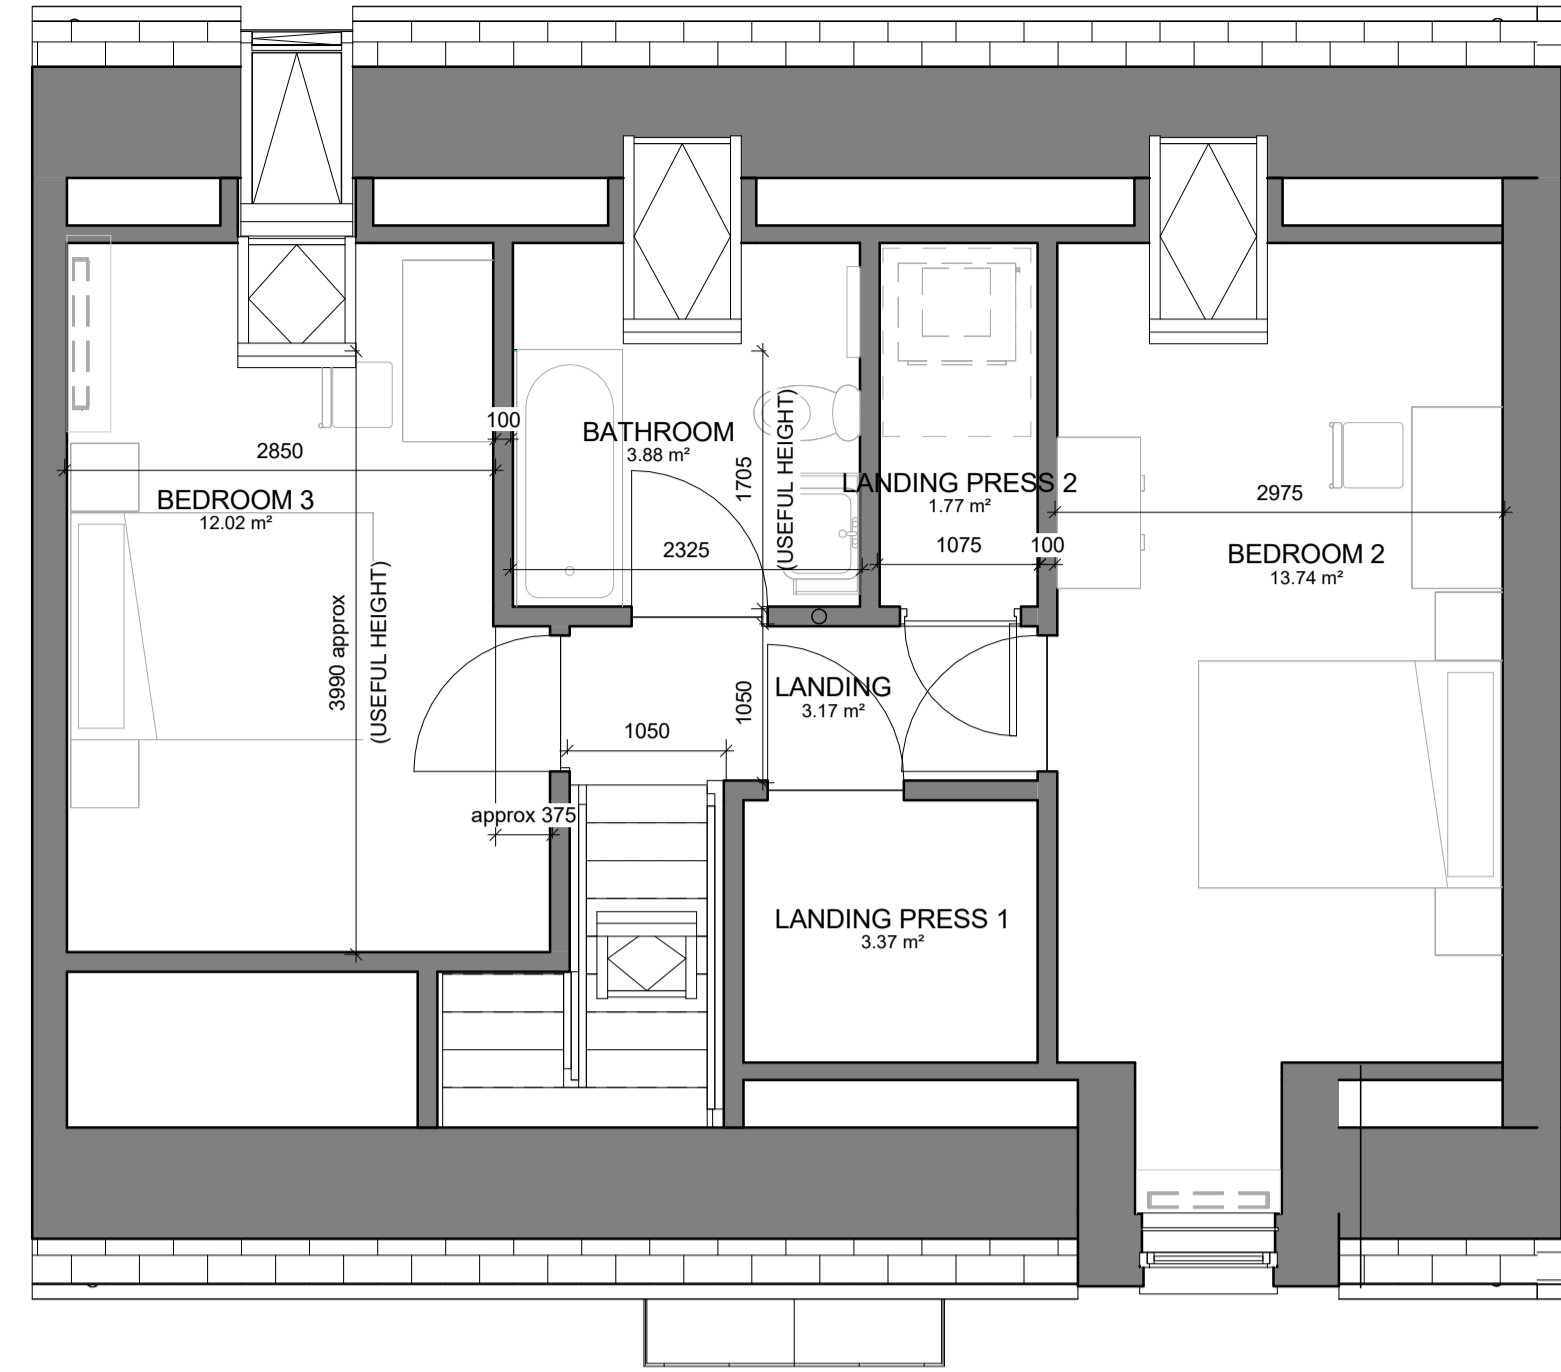 100
2850
BATHROOM
3.88 m²
BEDROOM 3
12.02 m²
1705
(USEFUL HEIGHT)
LANDING PRESS 2
1.77 m²
2975
2325
1075
100
BEDROOM 2
13.74 m²
3990 approx
(USEFUL HEIGHT)
1050
LANDING
3.17 m²
1050
approx 375
LANDING PRESS 1
3.37 m²